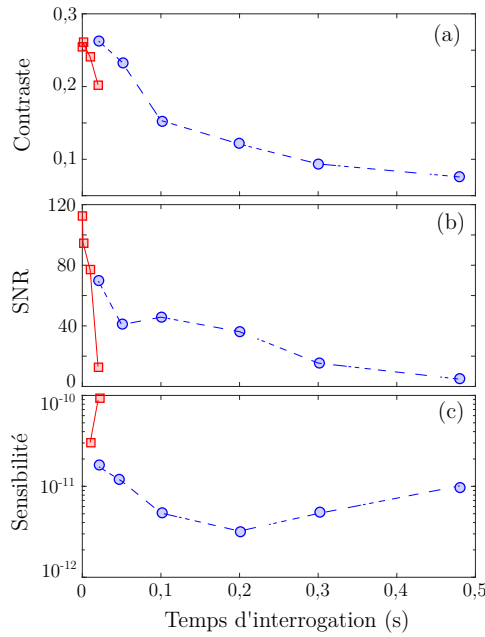 0,3
0,2
0,1
Contraste
(a)
120
80
40
0
SNR
(b)
10-10
10-11
10-12
Sensibilité
(c)
0 0,1 0,2 0,3 0,4 0,5
Temps d'interrogation (s)